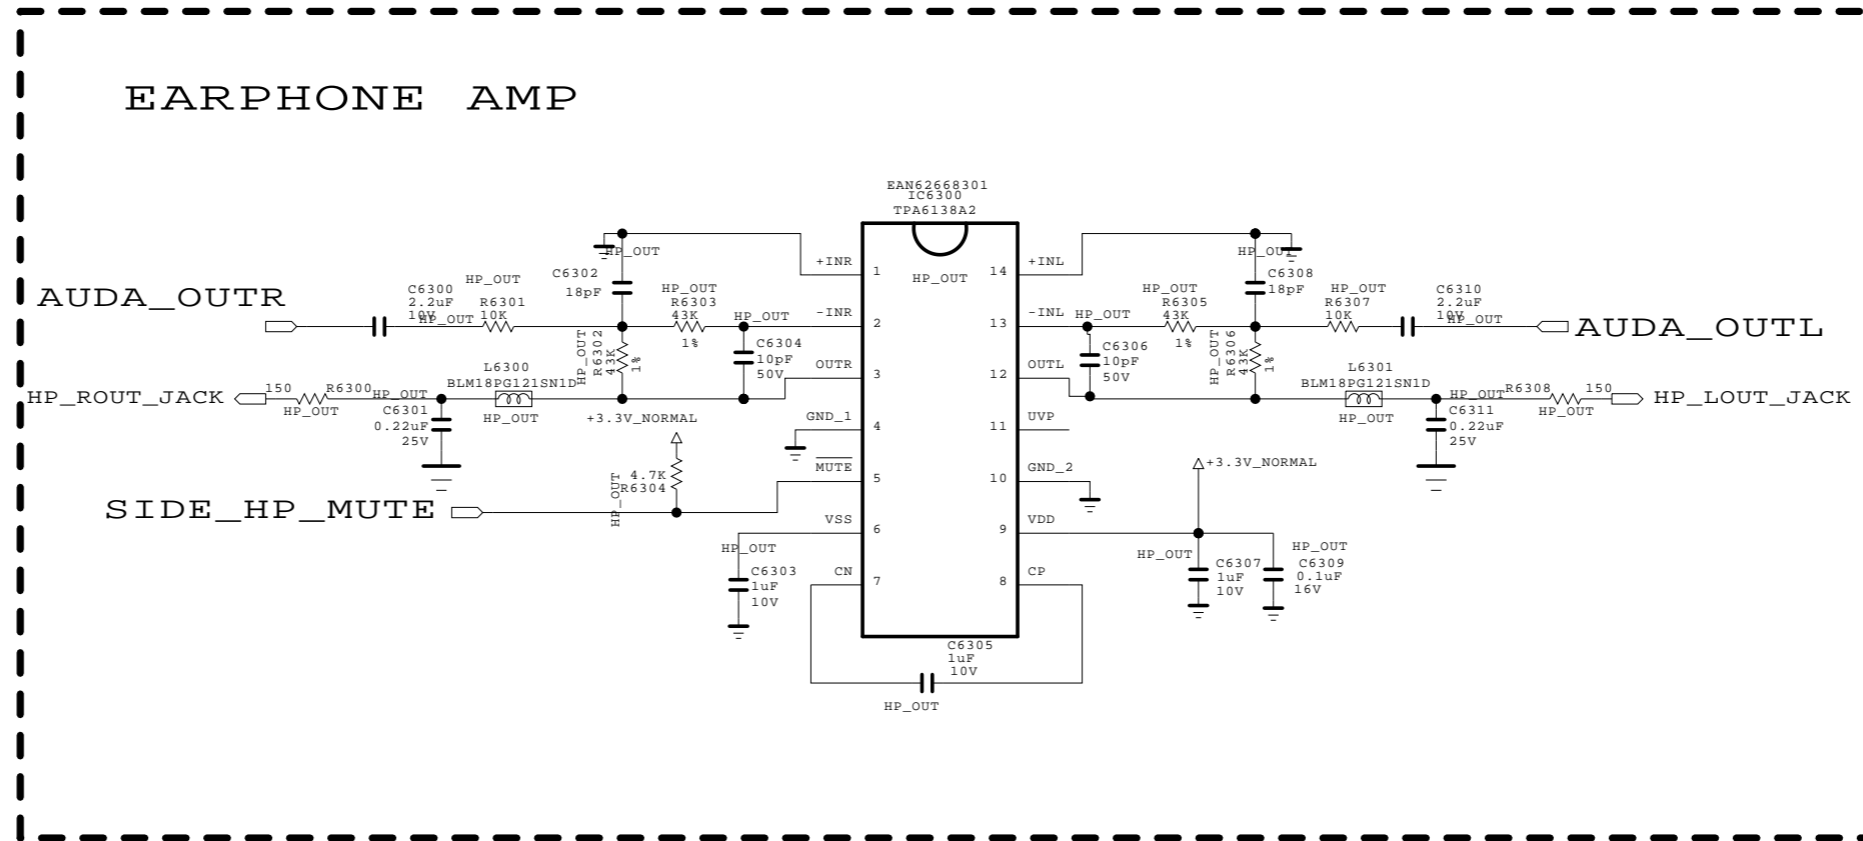 EARPHONE AMP
EAN62668301
IC6300
TPA6138A2
HP_OUT
+INR
1
-INR
2
OUTR
3
GND_1
4
MUTE
5
VSS
6
CN
7
14
+INL
13
-INL
12
OUTL
11
UVP
10
GND_2
9
VDD
8
CP
AUDA_OUTR
C6300
2.2uF
10V
HP_OUT
HP_OUT
R6301
10K
C6302
18pF
HP_OUT
HP_OUT
R6303
43K
1%
HP_OUT
R6302
43K
1%
HP_OUT
C6304
10pF
50V
HP_ROUT_JACK
150
R6300
HP_OUT
HP_OUT
C6301
0.22uF
25V
L6300
BLM18PG121SN1D
HP_OUT
+3.3V_NORMAL
4.7K
R6304
HP_OUT
SIDE_HP_MUTE
HP_OUT
C6303
1uF
10V
C6305
1uF
10V
HP_OUT
HP_OUT
C6306
10pF
50V
HP_OUT
R6305
43K
1%
HP_OUT
R6306
43K
1%
HP_OUT
C6308
18pF
HP_OUT
R6307
10K
C6310
2.2uF
10V
HP_OUT
AUDA_OUTL
L6301
BLM18PG121SN1D
HP_OUT
HP_OUT
C6311
0.22uF
25V
R6308
150
HP_OUT
HP_LOUT_JACK
+3.3V_NORMAL
HP_OUT
C6307
1uF
10V
HP_OUT
C6309
0.1uF
16V